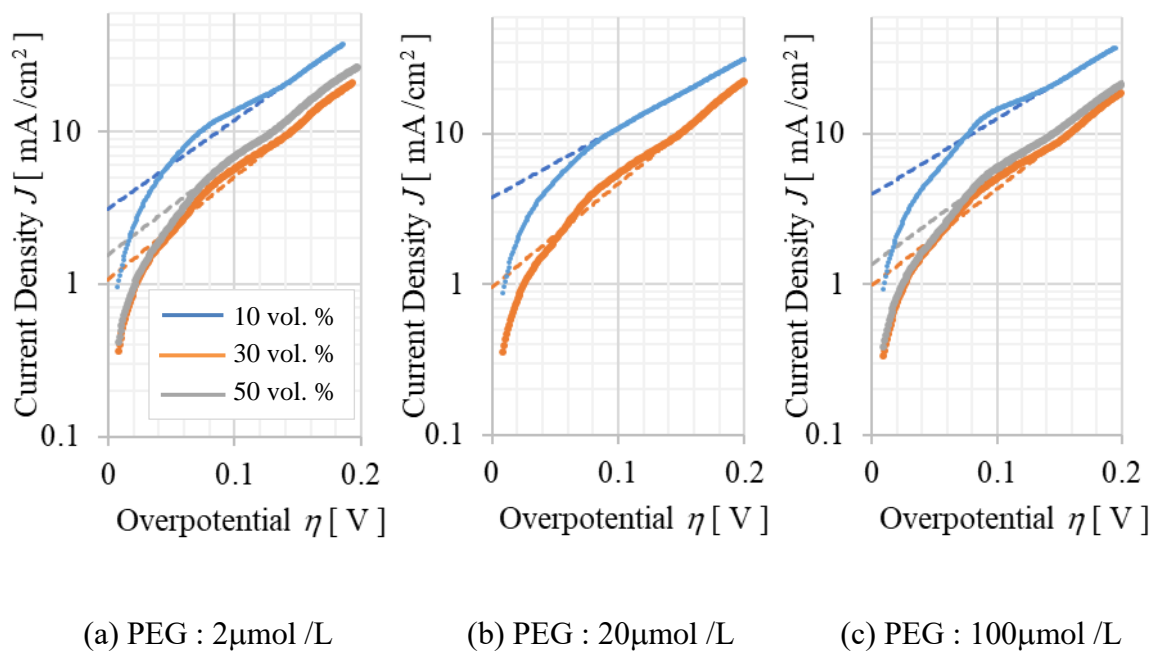 Current Density J [ mA /cm²]
10
1
0.1
0
0.1
0.2
Overpotential η [ V ]
10 vol. %
30 vol. %
50 vol. %
(a) PEG : 2μmol /L
Current Density J [ mA /cm²]
10
1
0.1
0
0.1
0.2
Overpotential η [ V ]
(b) PEG : 20μmol /L
Current Density J [ mA /cm²]
10
1
0.1
0
0.1
0.2
Overpotential η [ V ]
(c) PEG : 100μmol /L